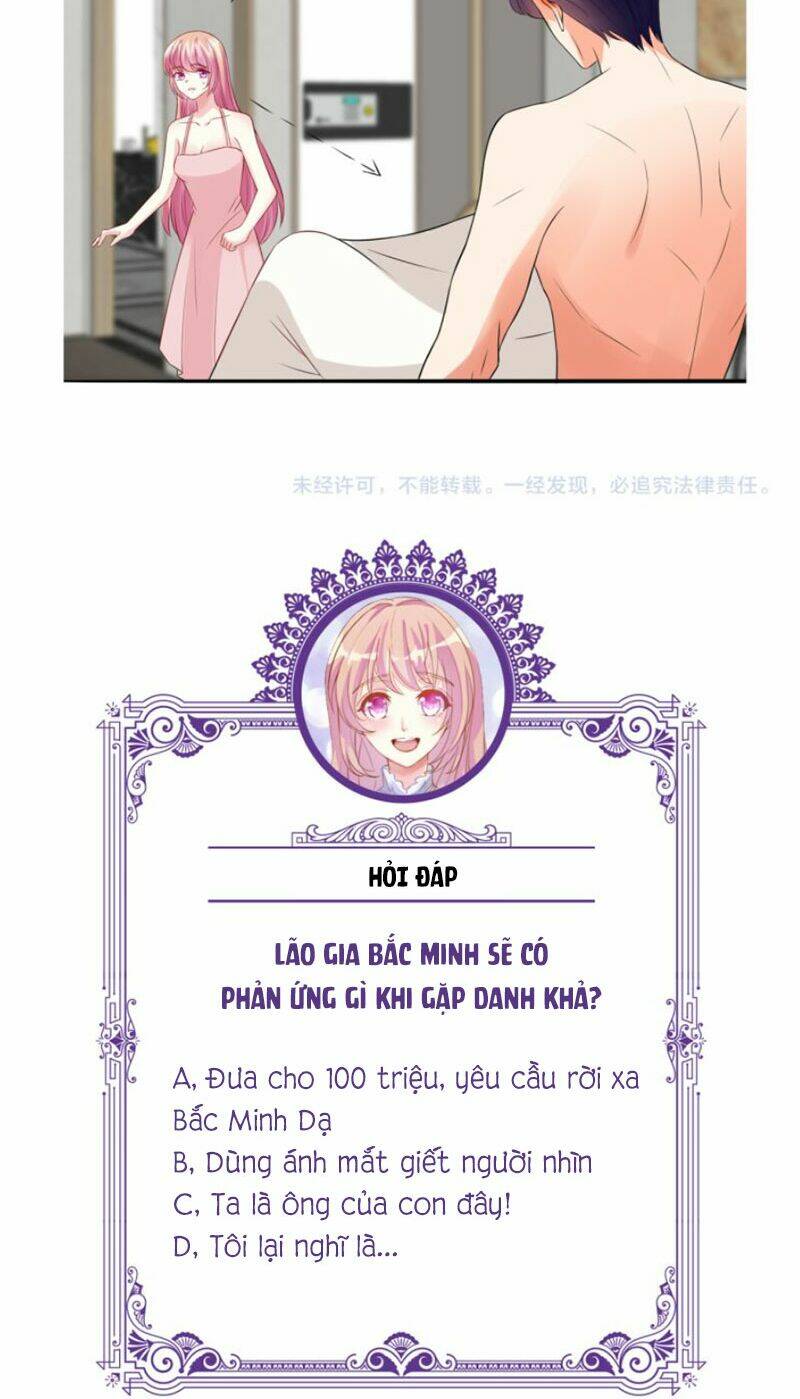 未经许可，不能转载。一经发现，必追究法律责任。
HỎI ĐÁP
LÃO GIA BẮC MINH SẼ CÓ
PHẢN ỨNG GÌ KHI GẶP DANH KHẢ?
A, Đưa cho 100 triệu, yêu cầu rời xa
Bắc Minh Dạ
B, Dùng ánh mắt giết người nhìn
C, Ta là ông của con đây!
D, Tôi lại nghĩ là...